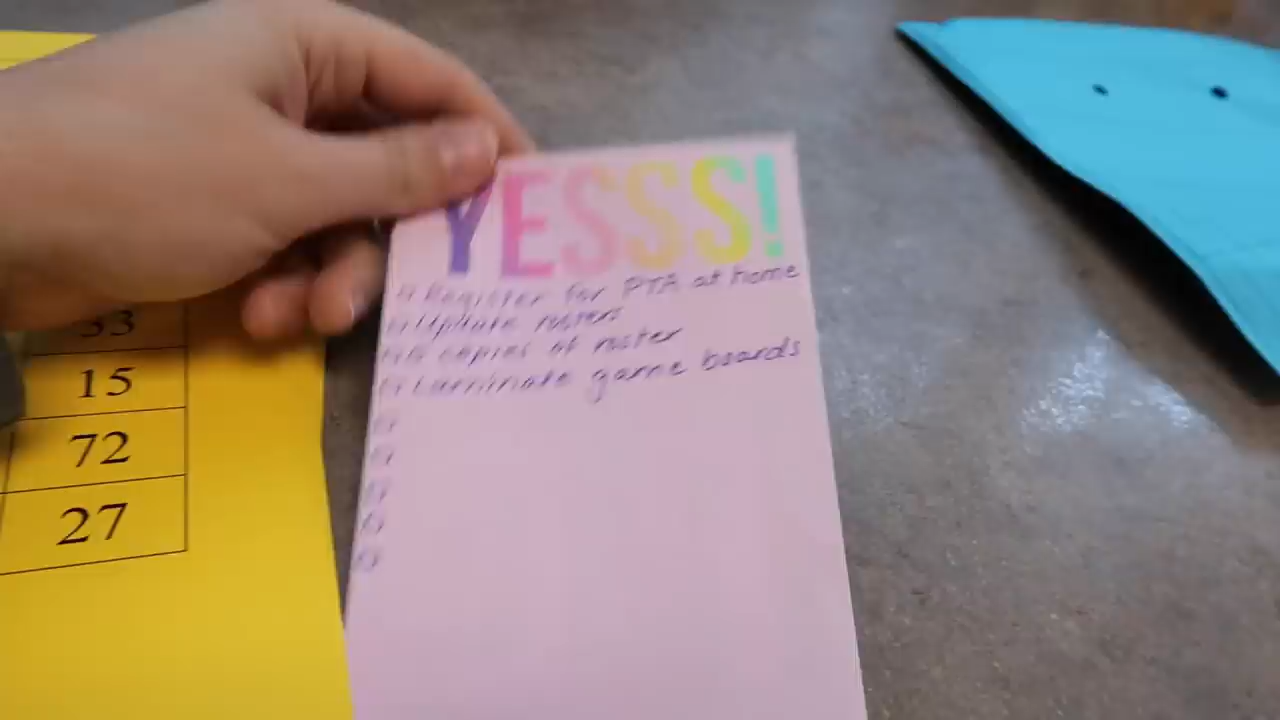 YESSS!
Register for PTA at home
Update rosters
copies of roster
Laminate game boards
33
15
72
27